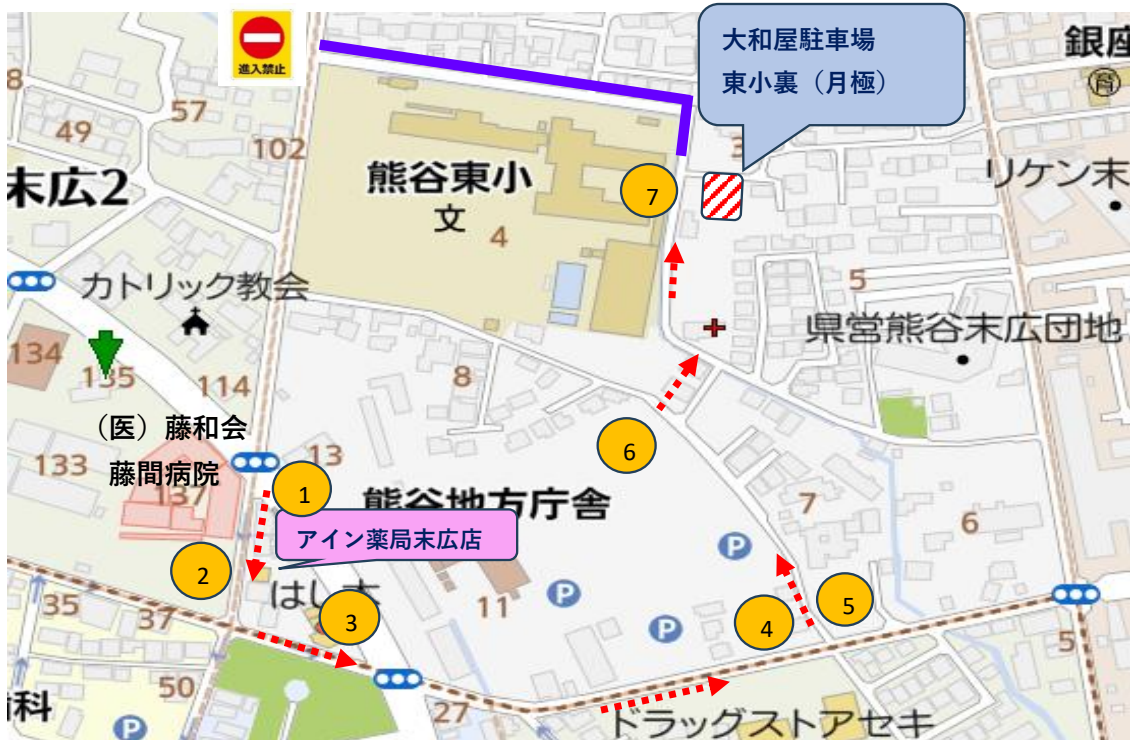 進入禁止
大和屋駐車場
東小裏（月極）
銀座
57
49
102
末広2
熊谷東小
文
4
7
3
リケン末
カトリック教会
5
県営熊谷末広団地
134
135
114
8
（医）藤和会
藤間病院
133
137
13
1
熊谷地方庁舎
6
7
6
アイン薬局末広店
P
2
はし本
11
P
35
37
3
P
4
5
5
50
27
科
P
ドラッグストアセキ